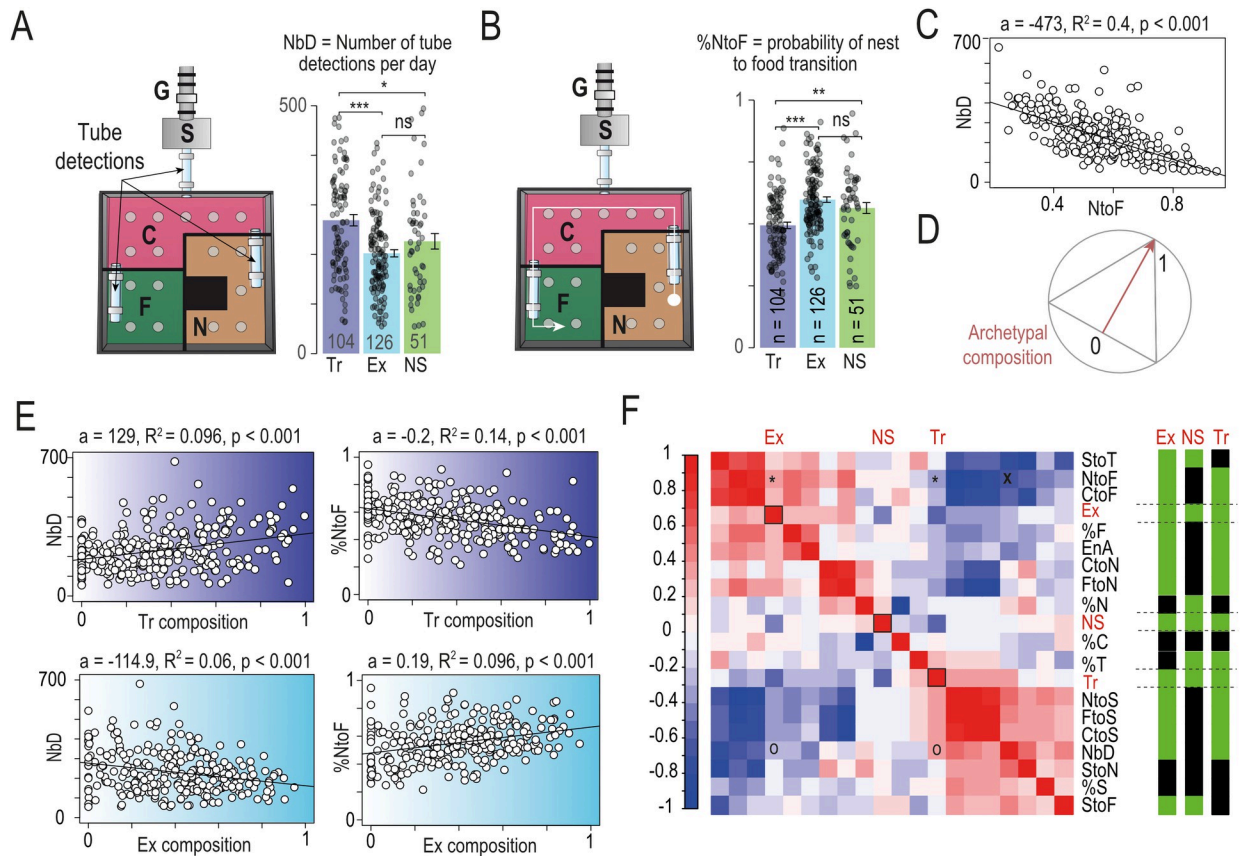 A
NbD = Number of tube
detections per day
G
S
Tube
detections
C
F
N
500
0
*
***
ns
104
126
51
Tr
Ex
NS
B
%NtoF = probability of nest
to food transition
S
C
F
N
1
0
**
***
ns
n = 104
n = 126
n = 51
Tr
Ex
NS
C
a = -473, R² = 0.4, p < 0.001
700
NbD
0
0.4
0.8
NtoF
D
1
0
Archetypal
composition
E
a = 129, R² = 0.096, p < 0.001
700
NbD
0
0
1
Tr composition
a = -0.2, R² = 0.14, p < 0.001
1
%NtoF
0
0
1
Tr composition
a = -114.9, R² = 0.06, p < 0.001
700
NbD
0
0
1
Ex composition
a = 0.19, R² = 0.096, p < 0.001
1
%NtoF
0
0
1
Ex composition
F
Ex
NS
Tr
1
0.8
0.6
0.4
0.2
0
-0.2
-0.4
-0.6
-0.8
-1
*
*
X
O
O
StoT
NtoF
CtoF
Ex
%F
EnA
CtoN
FtoN
%N
NS
%C
%T
Tr
NtoS
FtoS
CtoS
NbD
StoN
%S
StoF
Ex NS Tr